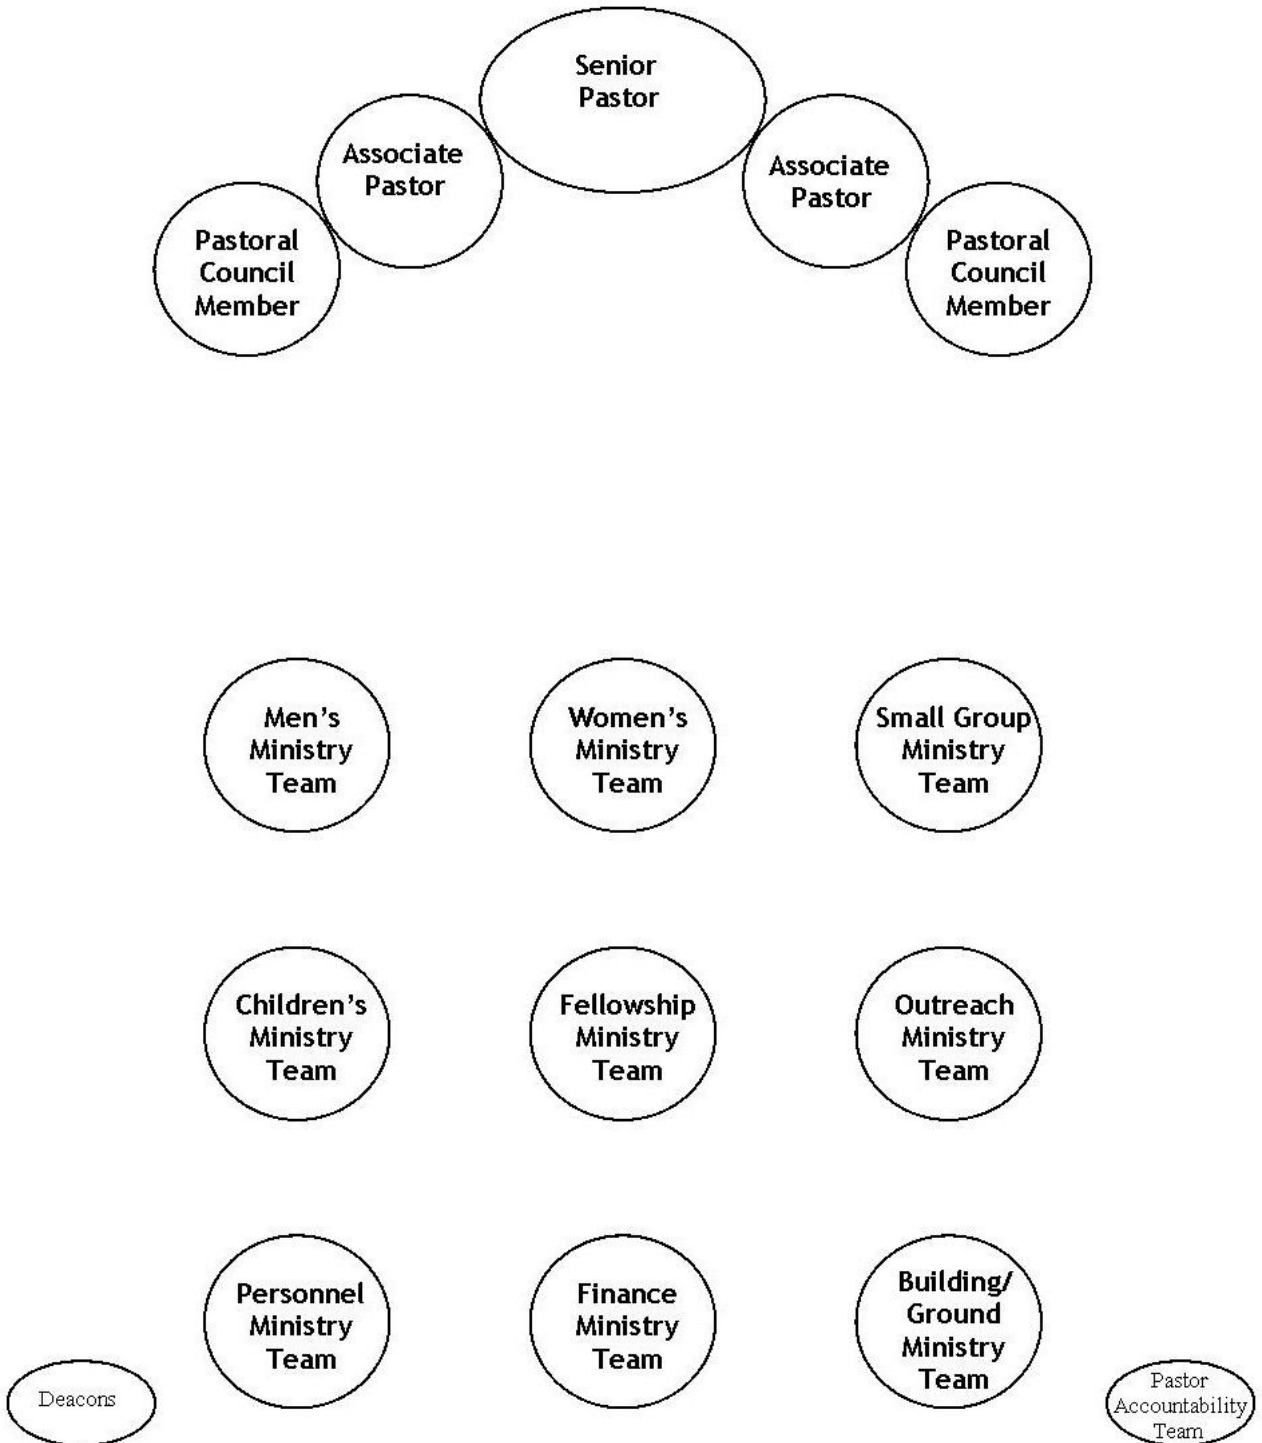 Senior
Pastor
Associate
Pastor
Associate
Pastor
Pastoral
Council
Member
Pastoral
Council
Member
Men’s
Ministry
Team
Women’s
Ministry
Team
Small Group
Ministry
Team
Children’s
Ministry
Team
Fellowship
Ministry
Team
Outreach
Ministry
Team
Personnel
Ministry
Team
Finance
Ministry
Team
Building/
Ground
Ministry
Team
Deacons
Pastor
Accountability
Team